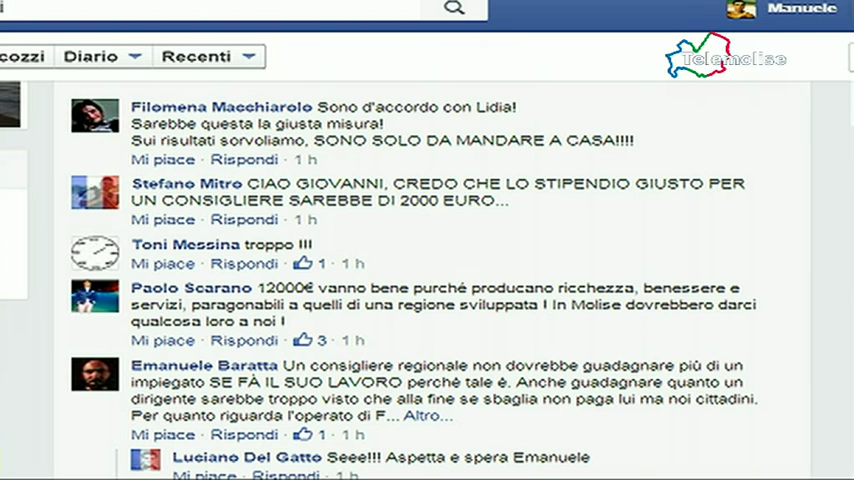 i
Manuele
cozzi Diario Recenti
Telemolise
Filomena Macchiarolo Sono d'accordo con Lidia!
Sarebbe questa la giusta misura!
Sui risultati sorvoliamo, SONO SOLO DA MANDARE A CASA!!!!
Mi piace · Rispondi · 1 h
Stefano Mitro CIAO GIOVANNI, CREDO CHE LO STIPENDIO GIUSTO PER
UN CONSIGLIERE SAREBBE DI 2000 EURO...
Mi piace · Rispondi · 1 h
Toni Messina troppo !!!
Mi piace · Rispondi · 1 · 1 h
Paolo Scarano 12000€ vanno bene purché producano ricchezza, benessere e
servizi, paragonabili a quelli di una regione sviluppata ! In Molise dovrebbero darci
qualcosa loro a noi !
Mi piace · Rispondi · 3 · 1 h
Emanuele Baratta Un consigliere regionale non dovrebbe guadagnare più di un
impiegato SE FÀ IL SUO LAVORO perchè tale è. Anche guadagnare quanto un
dirigente sarebbe troppo visto che alla fine se sbaglia non paga lui ma noi cittadini.
Per quanto riguarda l'operato di F... Altro...
Mi piace · Rispondi · 1 · 1 h
Luciano Del Gatto Seee!!! Aspetta e spera Emanuele
Mi piace · Rispondi · 1 h